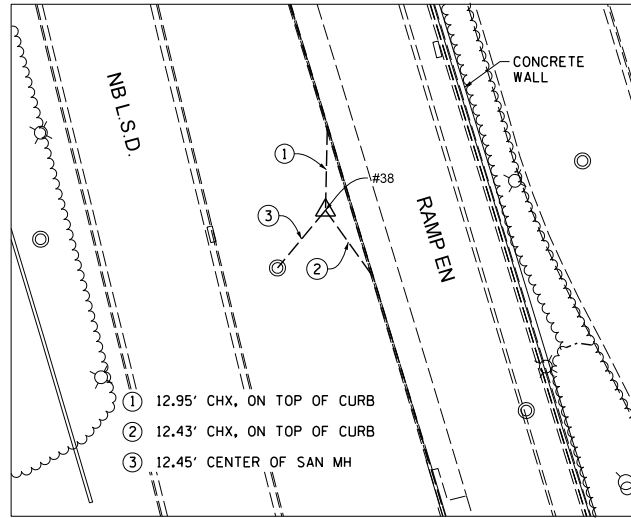 CONCRETE
WALL
NB L.S.D.
1
#38
3
RAMP EN
2
1 12.95' CHX, ON TOP OF CURB
2 12.43' CHX, ON TOP OF CURB
3 12.45' CENTER OF SAN MH